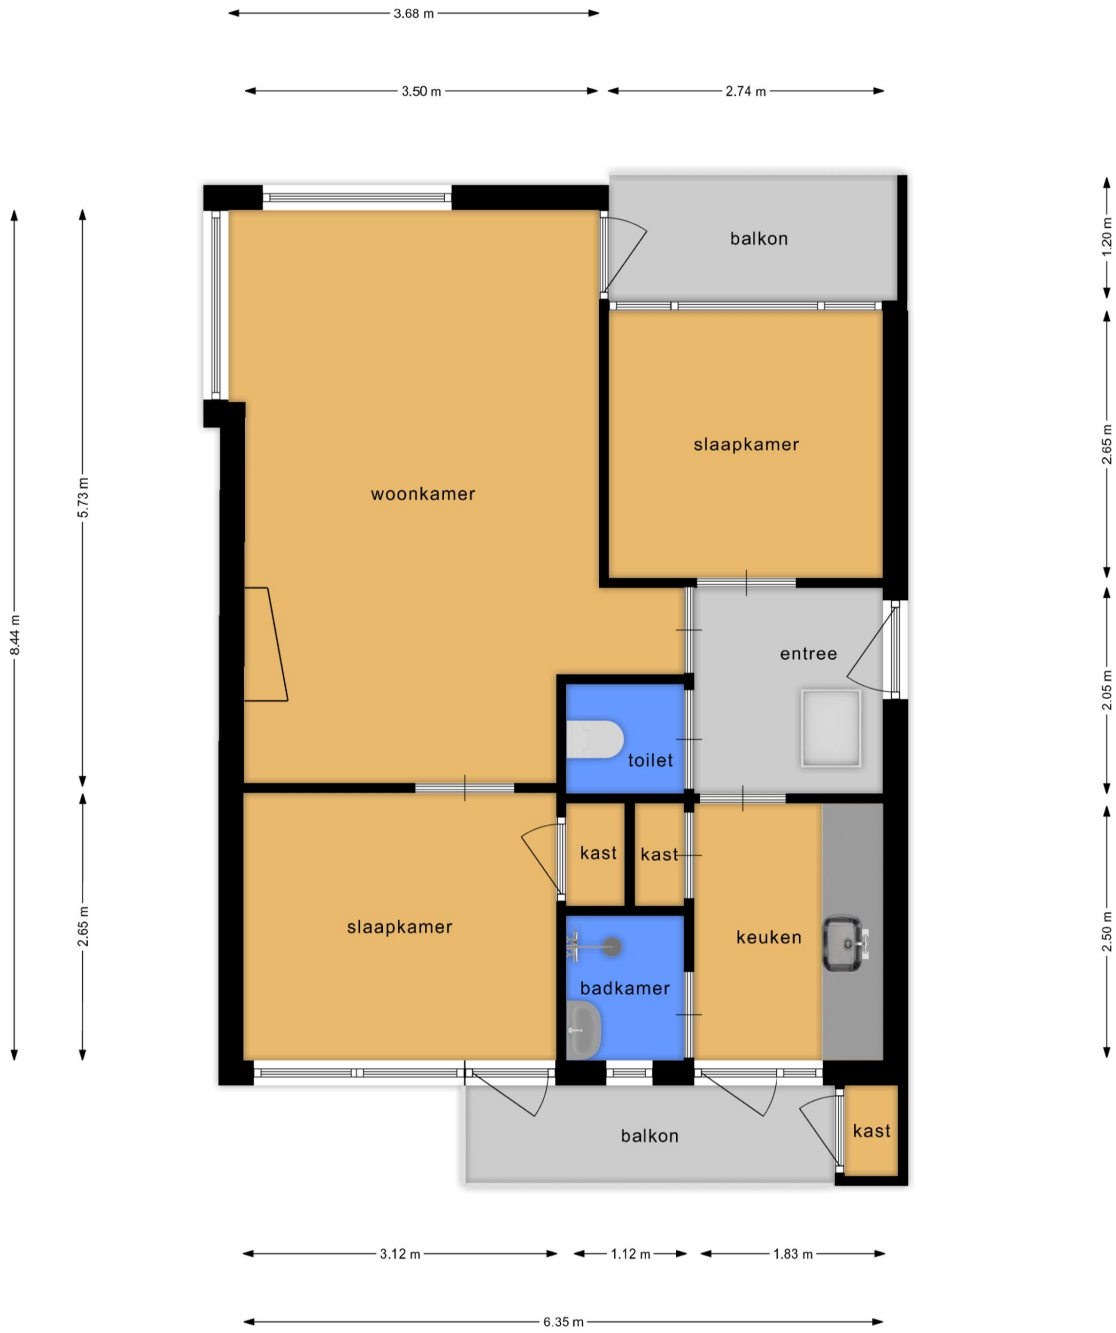 3.68 m
3.50 m
2.74 m
balkon
1.20 m
slaapkamer
2.65 m
woonkamer
5.73 m
8.44 m
entree
2.05 m
toilet
kast
kast
slaapkamer
2.65 m
keuken
2.50 m
badkamer
balkon
kast
3.12 m
1.12 m
1.83 m
6.35 m